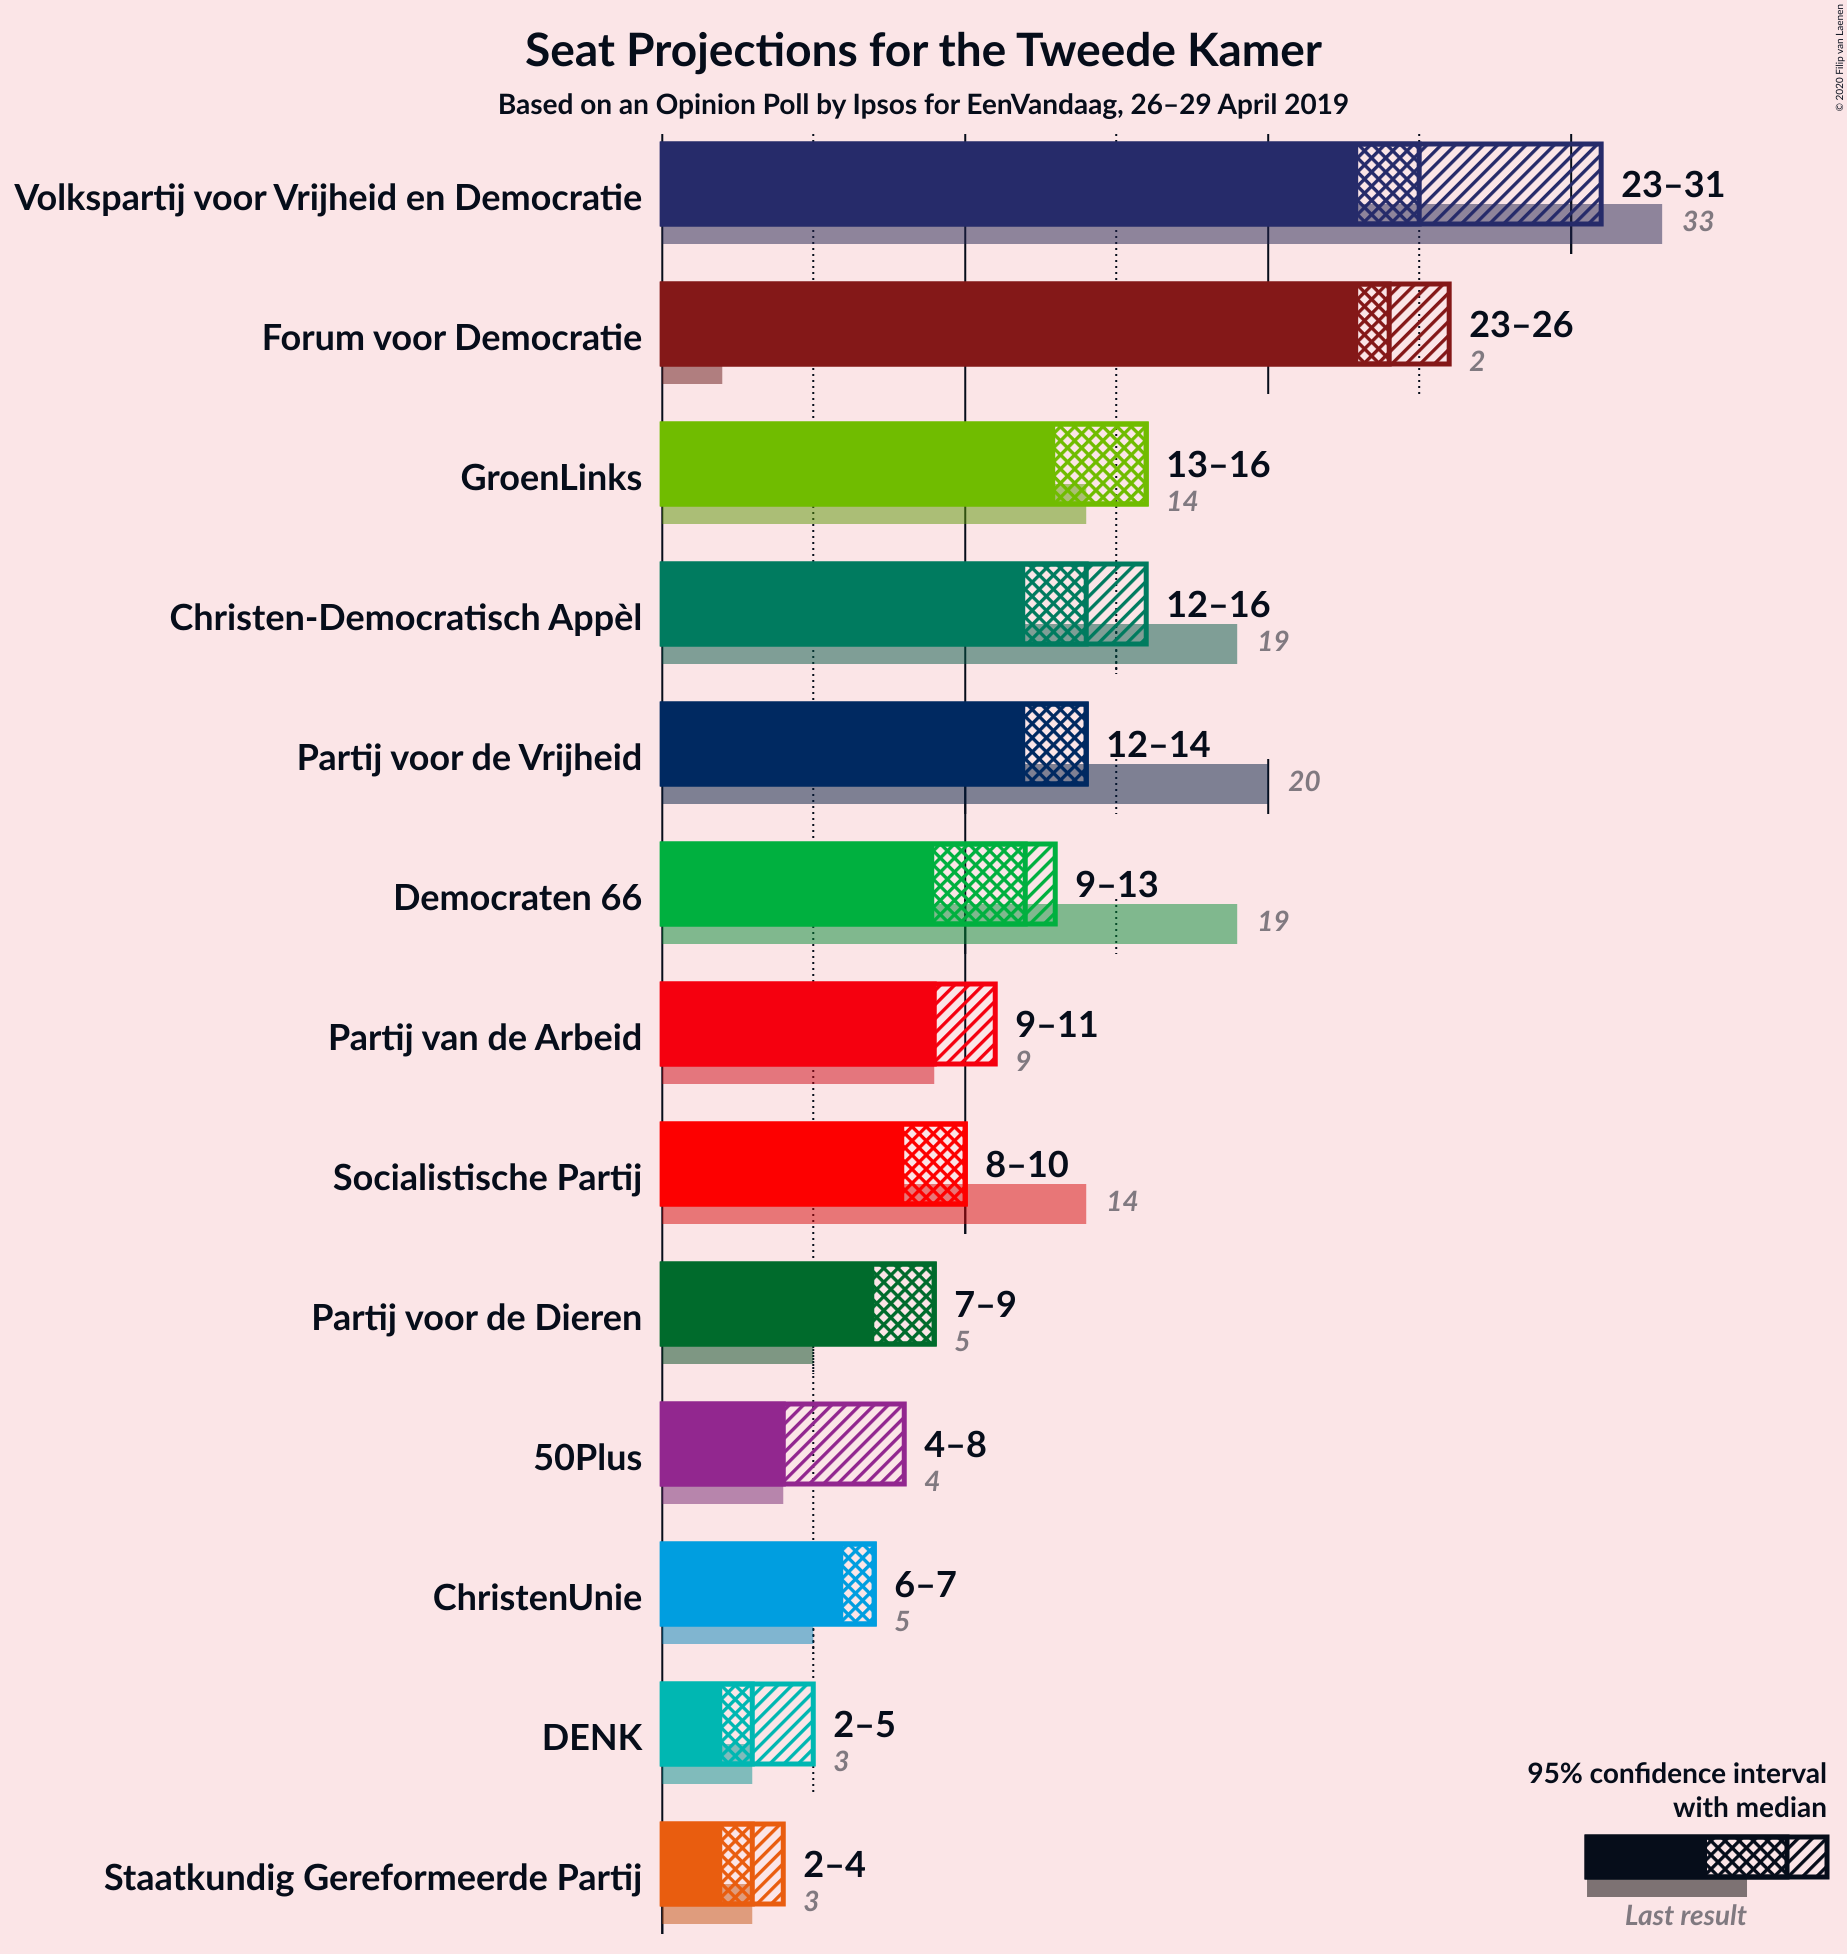 Seat Projections for the Tweede Kamer
Based on an Opinion Poll by Ipsos for EenVandaag, 26–29 April 2019
© 2020 Filip van Laenen
Volkspartij voor Vrijheid en Democratie
23–31
33
Forum voor Democratie
23–26
2
GroenLinks
13–16
14
Christen-Democratisch Appèl
12–16
19
Partij voor de Vrijheid
12–14
20
Democraten 66
9–13
19
Partij van de Arbeid
9–11
9
Socialistische Partij
8–10
14
Partij voor de Dieren
7–9
5
50Plus
4–8
4
ChristenUnie
6–7
5
DENK
2–5
3
Staatkundig Gereformeerde Partij
2–4
3
95% confidence interval
with median
Last result